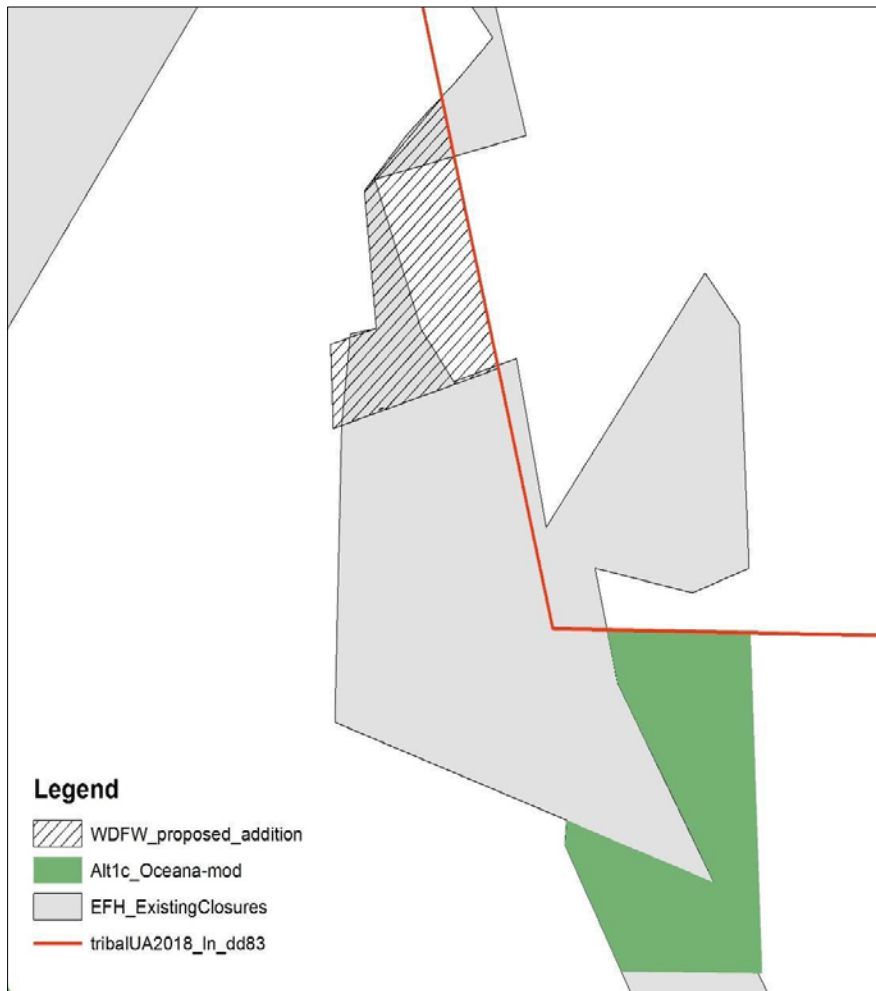 Legend
WDFW_proposed_addition
Alt1c_Oceana-mod
EFH_ExistingClosures
tribalUA2018_ln_dd83